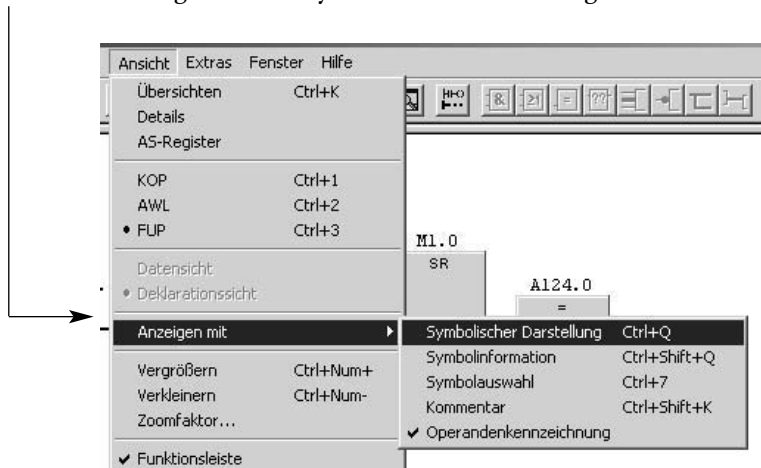 Ansicht Extras Fenster Hilfe
Übersichten Ctrl+K
Details
AS-Register
KOP Ctrl+1
AWL Ctrl+2
• FUP Ctrl+3
Datensicht
• Deklarationssicht
Anzeigen mit
Vergrößern Ctrl+Num+
Verkleinern Ctrl+Num-
Zoomfaktor...
✓ Funktionsleiste
& ≥1 = ??
M1.0
SR
A124.0
=
Symbolischer Darstellung Ctrl+Q
Symbolinformation Ctrl+Shift+Q
Symbolauswahl Ctrl+7
Kommentar Ctrl+Shift+K
✓ Operandenkennzeichnung